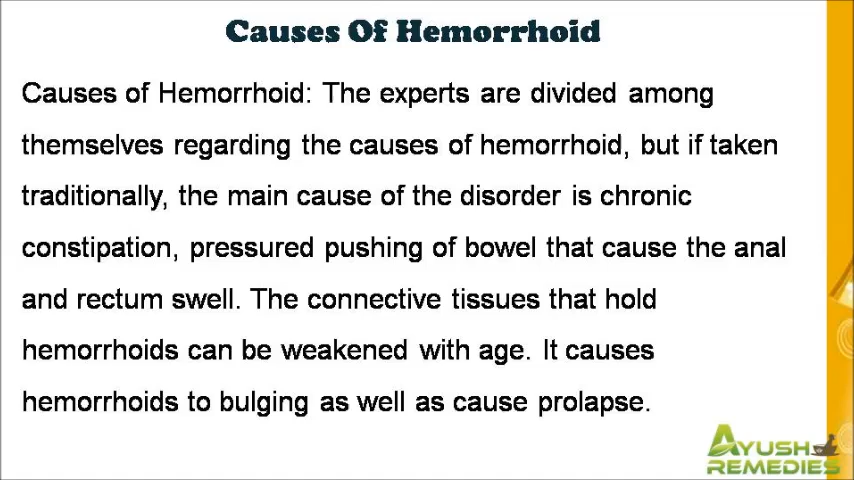 Causes Of Hemorrhoid
Causes of Hemorrhoid: The experts are divided among
themselves regarding the causes of hemorrhoid, but if taken
traditionally, the main cause of the disorder is chronic
constipation, pressured pushing of bowel that cause the anal
and rectum swell. The connective tissues that hold
hemorrhoids can be weakened with age. It causes
hemorrhoids to bulging as well as cause prolapse.
AYUSH
REMEDIES